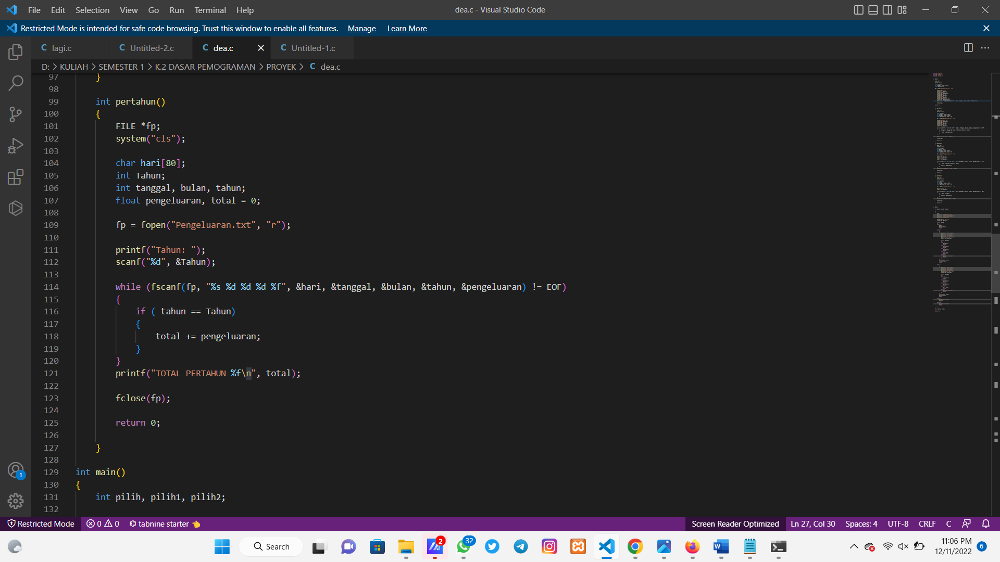 File Edit Selection View Go Run Terminal Help
dea.c - Visual Studio Code
Restricted Mode is intended for safe code browsing. Trust this window to enable all features. Manage Learn More
C lagi.c C Untitled-2.c C dea.c C Untitled-1.c
D: > KULIAH > SEMESTER 1 > K.2 DASAR PEMOGRAMAN > PROYEK > C dea.c
97 }
98
99 int pertahun()
100 {
101 FILE *fp;
102 system("cls");
103
104 char hari[80];
105 int Tahun;
106 int tanggal, bulan, tahun;
107 float pengeluaran, total = 0;
108
109 fp = fopen("Pengeluaran.txt", "r");
110
111 printf("Tahun: ");
112 scanf("%d", &Tahun);
113
114 while (fscanf(fp, "%s %d %d %d %f", &hari, &tanggal, &bulan, &tahun, &pengeluaran) != EOF)
115 {
116 if ( tahun == Tahun)
117 {
118 total += pengeluaran;
119 }
120 }
121 printf("TOTAL PERTAHUN %f\n", total);
122
123 fclose(fp);
124
125 return 0;
126
127 }
128
129 int main()
130 {
131 int pilih, pilih1, pilih2;
132
1
Restricted Mode 0 0 tabnine starter Screen Reader Optimized Ln 27, Col 30 Spaces: 4 UTF-8 CRLF C
Search 2 32
11:06 PM
12/11/2022 6